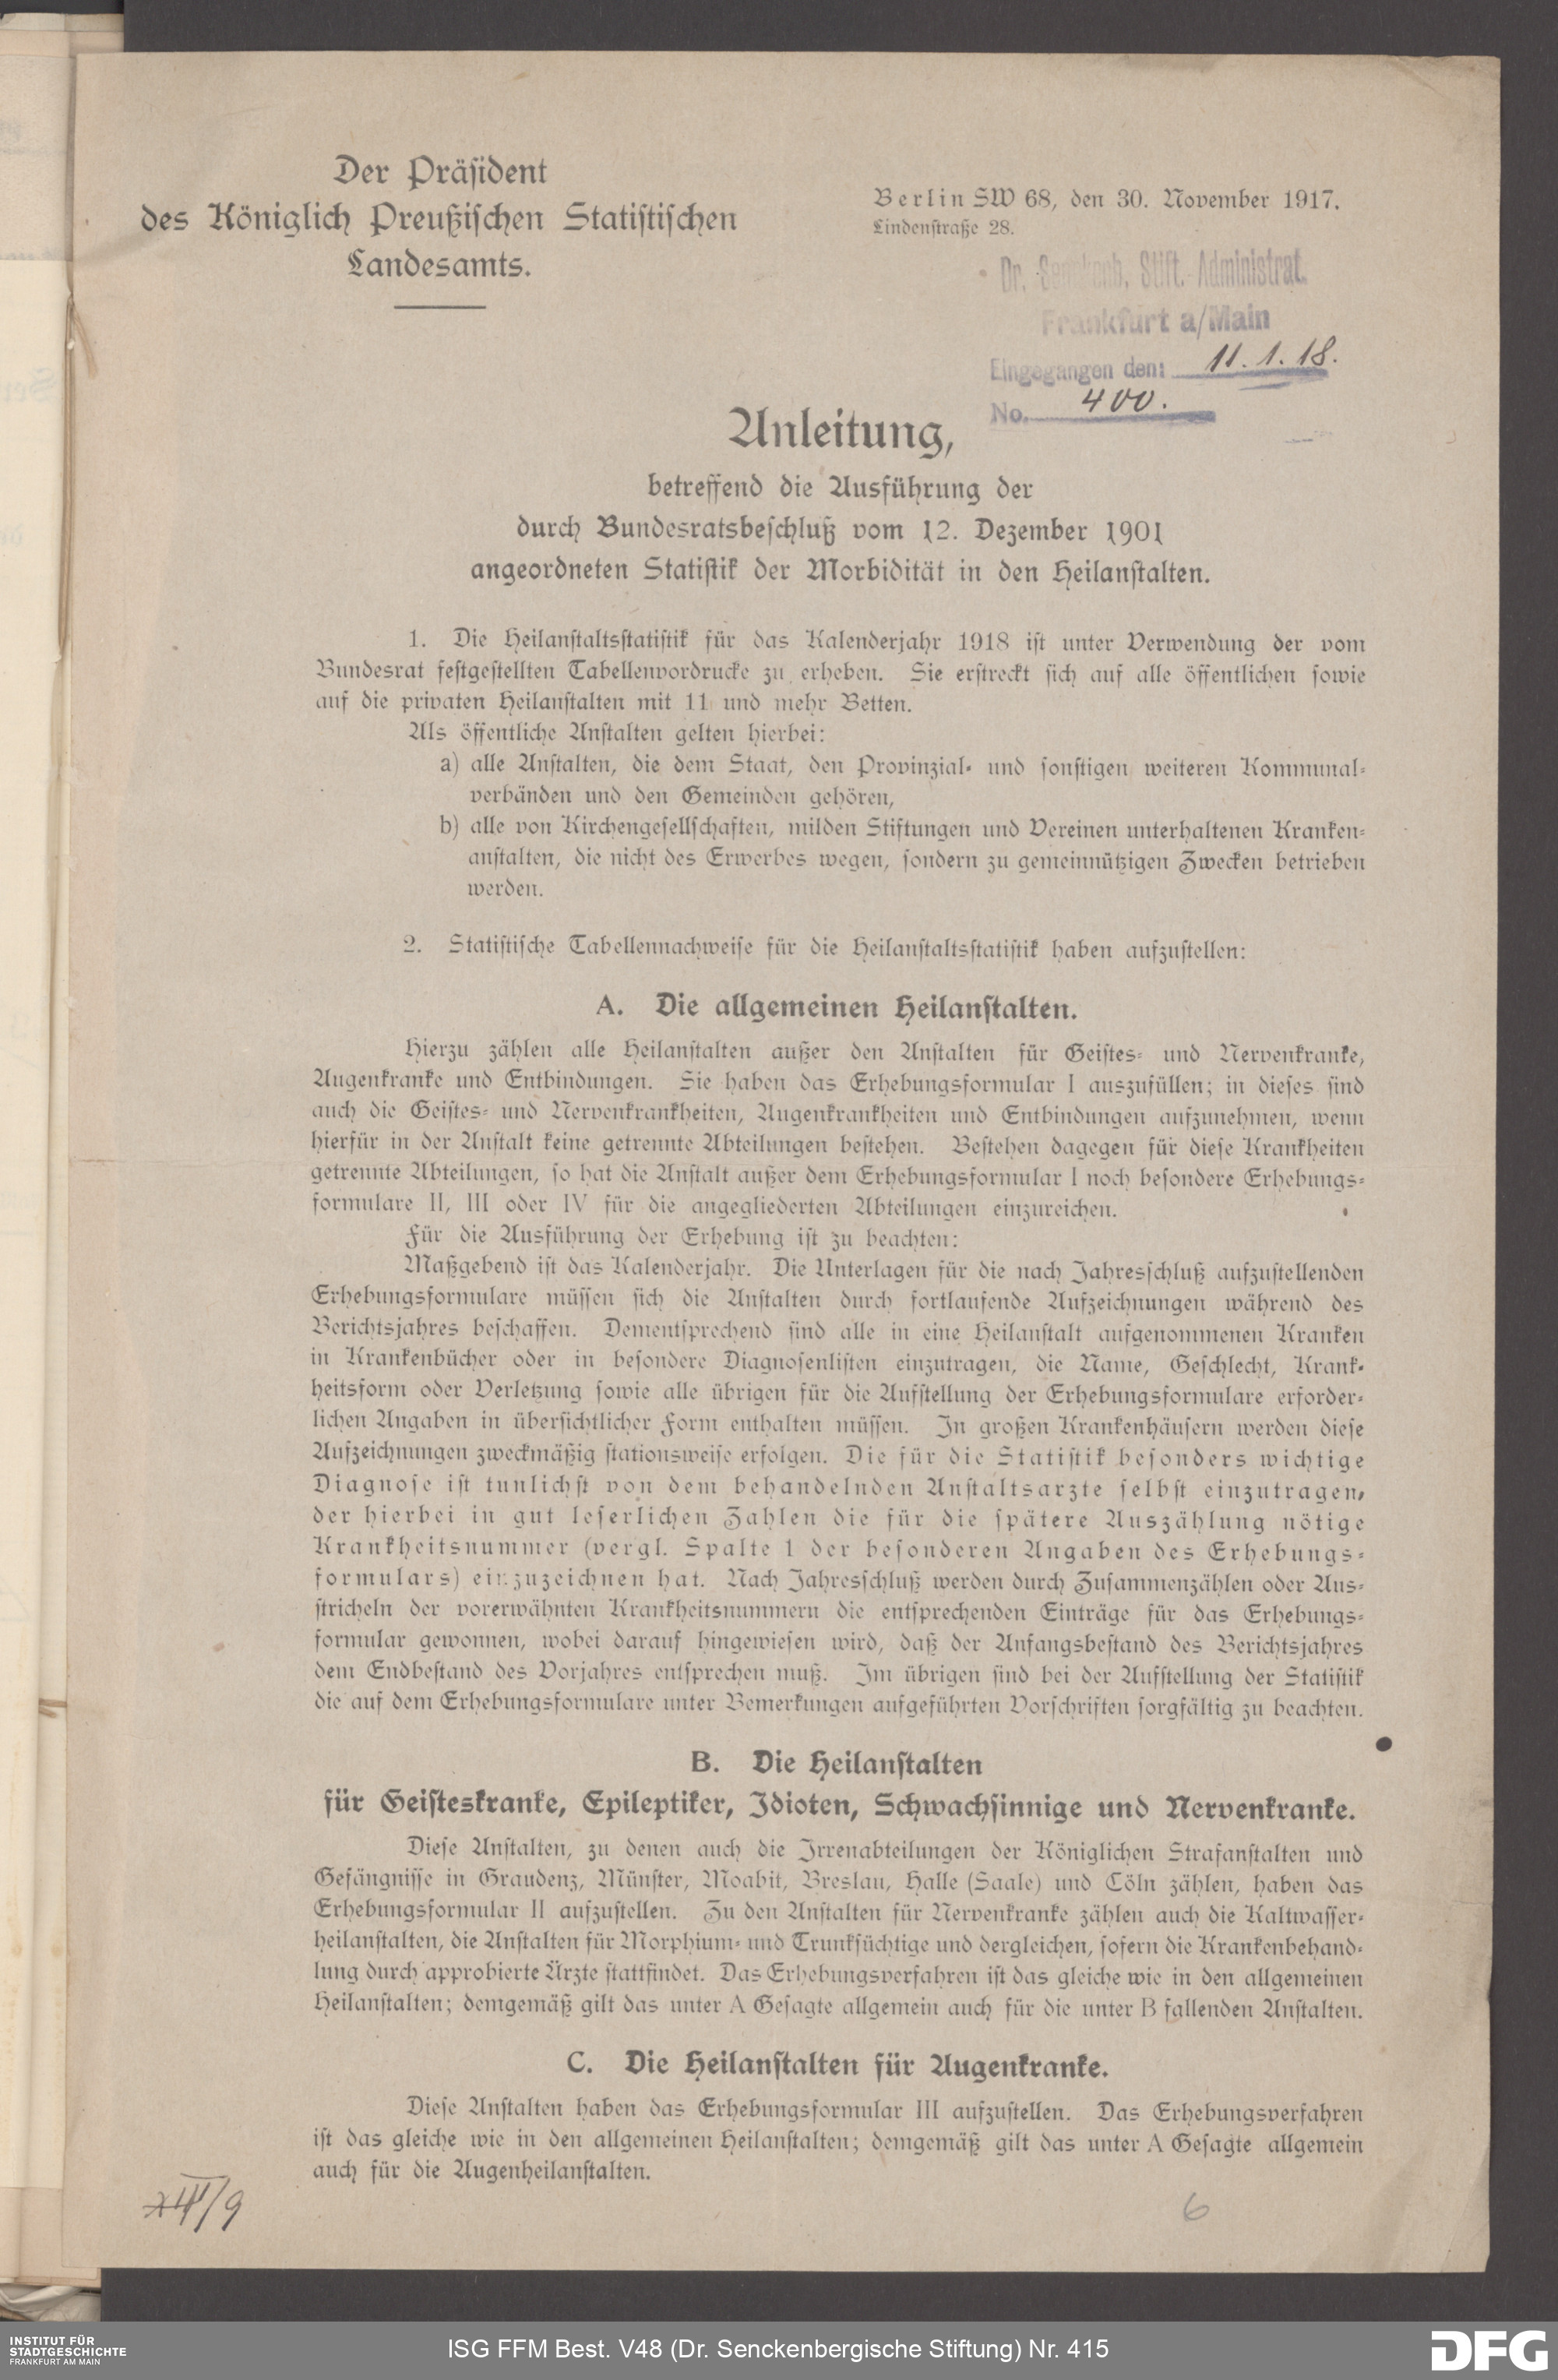 Der Präsident
des Königlich Preußischen Statistischen
Landesamts.
Berlin SW 68, den 30. November 1917.
Lindenstraße 28.
Dr. Senckenb. Stift. Administrat.
Frankfurt a/Main
Eingegangen den: 11. 1. 18.
No. 400.
Anleitung,
betreffend die Ausführung der
durch Bundesratsbeschluß vom 12. Dezember 1901
angeordneten Statistik der Morbidität in den Heilanstalten.
1. Die Heilanstaltsstatistik für das Kalenderjahr 1918 ist unter Verwendung der vom
Bundesrat festgestellten Tabellenvordrucke zu erheben. Sie erstreckt sich auf alle öffentlichen sowie
auf die privaten Heilanstalten mit 11 und mehr Betten.
Als öffentliche Anstalten gelten hierbei:
a) alle Anstalten, die dem Staat, den Provinzial- und sonstigen weiteren Kommunal-
verbänden und den Gemeinden gehören,
b) alle von Kirchengesellschaften, milden Stiftungen und Vereinen unterhaltenen Kranken-
anstalten, die nicht des Erwerbes wegen, sondern zu gemeinnützigen Zwecken betrieben
werden.
2. Statistische Tabellennachweise für die Heilanstaltsstatistik haben aufzustellen:
A. Die allgemeinen Heilanstalten.
Hierzu zählen alle Heilanstalten außer den Anstalten für Geistes- und Nervenkranke,
Augenkranke und Entbindungen. Sie haben das Erhebungsformular I auszufüllen; in dieses sind
auch die Geistes- und Nervenkrankheiten, Augenkrankheiten und Entbindungen aufzunehmen, wenn
hierfür in der Anstalt keine getrennte Abteilungen bestehen. Bestehen dagegen für diese Krankheiten
getrennte Abteilungen, so hat die Anstalt außer dem Erhebungsformular I noch besondere Erhebungs-
formulare II, III oder IV für die angegliederten Abteilungen einzureichen.
Für die Ausführung der Erhebung ist zu beachten:
Maßgebend ist das Kalenderjahr. Die Unterlagen für die nach Jahresschluß aufzustellenden
Erhebungsformulare müssen sich die Anstalten durch fortlaufende Aufzeichnungen während des
Berichtsjahres beschaffen. Dementsprechend sind alle in eine Heilanstalt aufgenommenen Kranken
in Krankenbücher oder in besondere Diagnosenlisten einzutragen, die Name, Geschlecht, Krank-
heitsform oder Verletzung sowie alle übrigen für die Aufstellung der Erhebungsformulare erforder-
lichen Angaben in übersichtlicher Form enthalten müssen. In großen Krankenhäusern werden diese
Aufzeichnungen zweckmäßig stationsweise erfolgen. Die für die Statistik besonders wichtige
Diagnose ist tunlichst von dem behandelnden Anstaltsarzte selbst einzutragen,
der hierbei in gut leserlichen Zahlen die für die spätere Auszählung nötige
Krankheitsnummer (vergl. Spalte 1 der besonderen Angaben des Erhebungs-
formulars) einzuzeichnen hat. Nach Jahresschluß werden durch Zusammenzählen oder Aus-
stricheln der vorerwähnten Krankheitsnummern die entsprechenden Einträge für das Erhebungs-
formular gewonnen, wobei darauf hingewiesen wird, daß der Anfangsbestand des Berichtsjahres
dem Endbestand des Vorjahres entsprechen muß. Im übrigen sind bei der Aufstellung der Statistik
die auf dem Erhebungsformulare unter Bemerkungen aufgeführten Vorschriften sorgfältig zu beachten.
B. Die Heilanstalten
für Geisteskranke, Epileptiker, Idioten, Schwachsinnige und Nervenkranke.
Diese Anstalten, zu denen auch die Irrenabteilungen der Königlichen Strafanstalten und
Gefängnisse in Graudenz, Münster, Moabit, Breslau, Halle (Saale) und Cöln zählen, haben das
Erhebungsformular II aufzustellen. Zu den Anstalten für Nervenkranke zählen auch die Kaltwasser-
heilanstalten, die Anstalten für Morphium- und Trunksüchtige und dergleichen, sofern die Krankenbehand-
lung durch approbierte Ärzte stattfindet. Das Erhebungsverfahren ist das gleiche wie in den allgemeinen
Heilanstalten; demgemäß gilt das unter A Gesagte allgemein auch für die unter B fallenden Anstalten.
C. Die Heilanstalten für Augenkranke.
Diese Anstalten haben das Erhebungsformular III aufzustellen. Das Erhebungsverfahren
ist das gleiche wie in den allgemeinen Heilanstalten; demgemäß gilt das unter A Gesagte allgemein
auch für die Augenheilanstalten.
6
INSTITUT FÜR
STADTGESCHICHTE
FRANKFURT AM MAIN
ISG FFM Best. V48 (Dr. Senckenbergische Stiftung) Nr. 415
DFG